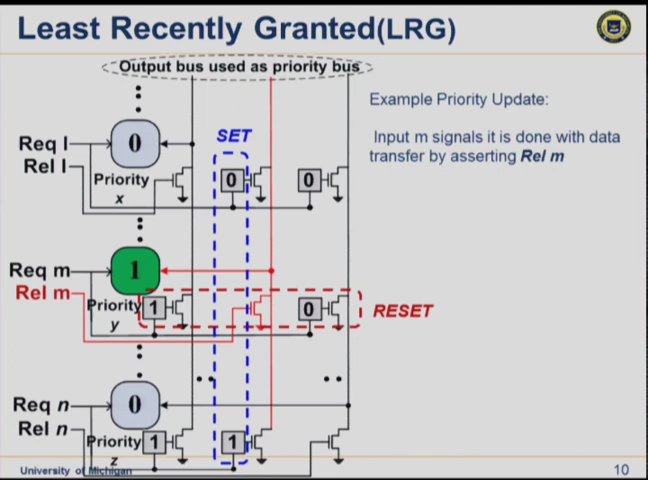 Least Recently Granted(LRG)
Output bus used as priority bus
Example Priority Update:
Input m signals it is done with data
transfer by asserting Rel m
SET
Req l
Rel l
0
Priority
x
0
0
Req m
Rel m
1
Priority
y
1
0
RESET
Req n
Rel n
0
Priority
z
1
1
University of Michigan
10